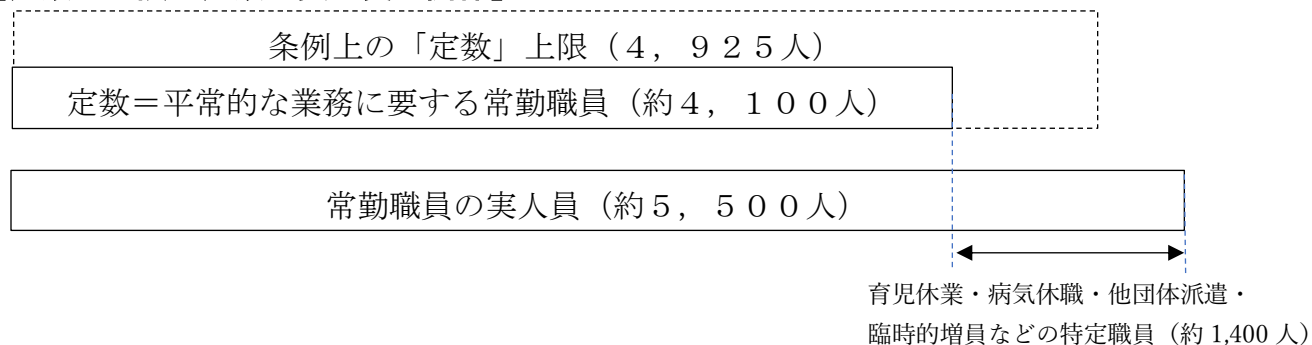 条例上の「定数」上限（４，９２５人）
定数＝平常的な業務に要する常勤職員（約４，１００人）
常勤職員の実人員（約５，５００人）
育児休業・病気休職・他団体派遣・
臨時的増員などの特定職員（約 1,400 人）